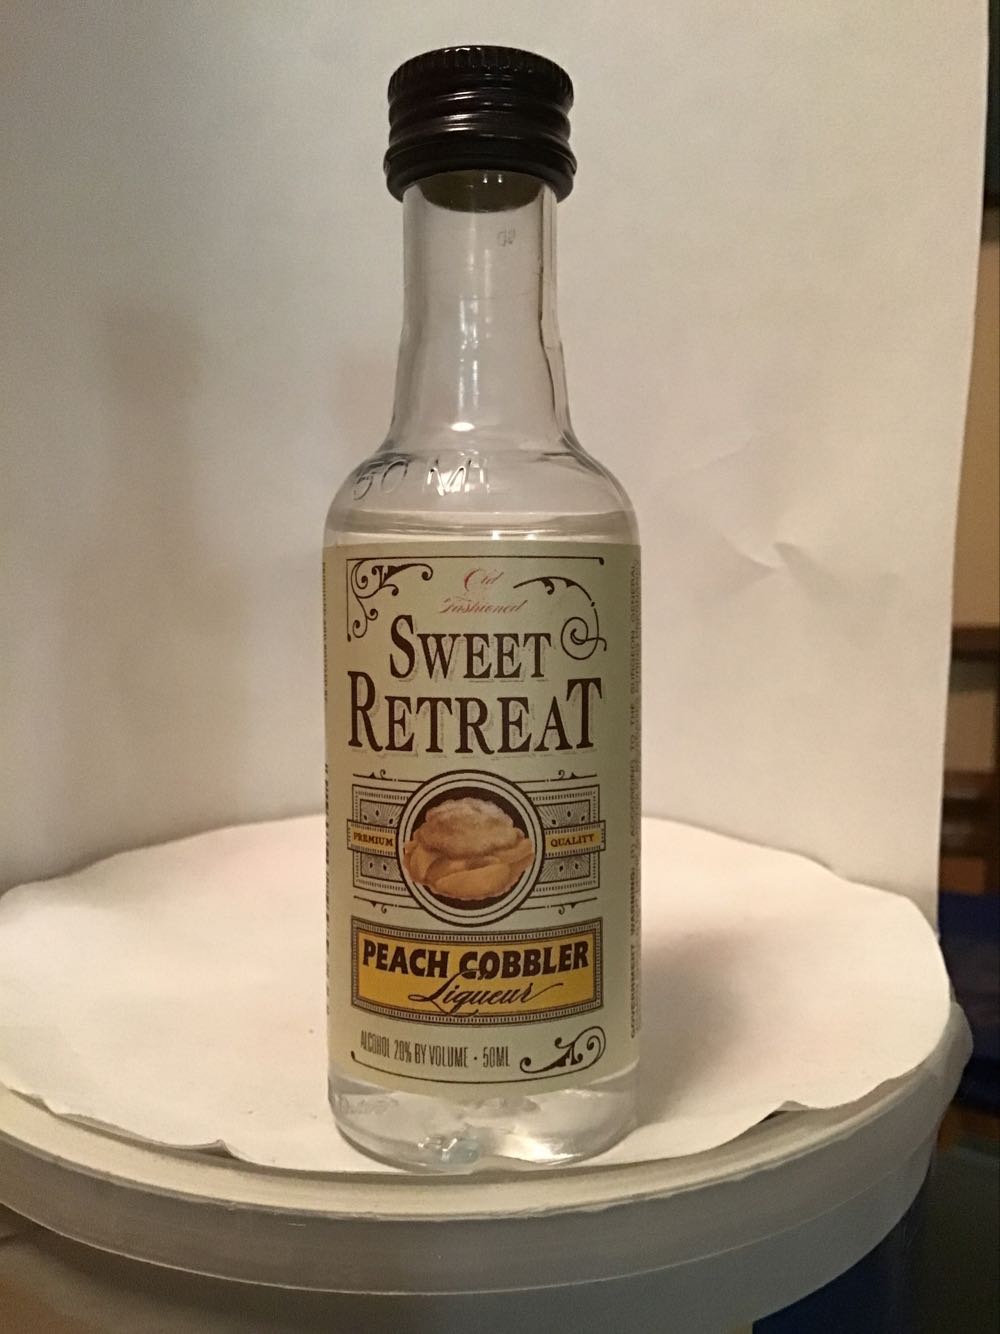 50 ML
Old
Fashioned
SWEET
RETREAT
PREMIUM QUALITY
PEACH COBBLER
Liqueur
ALCOHOL 20% BY VOLUME • 50ML
GOVERNMENT WARNING: (1) ACCORDING TO THE SURGEON GENERAL